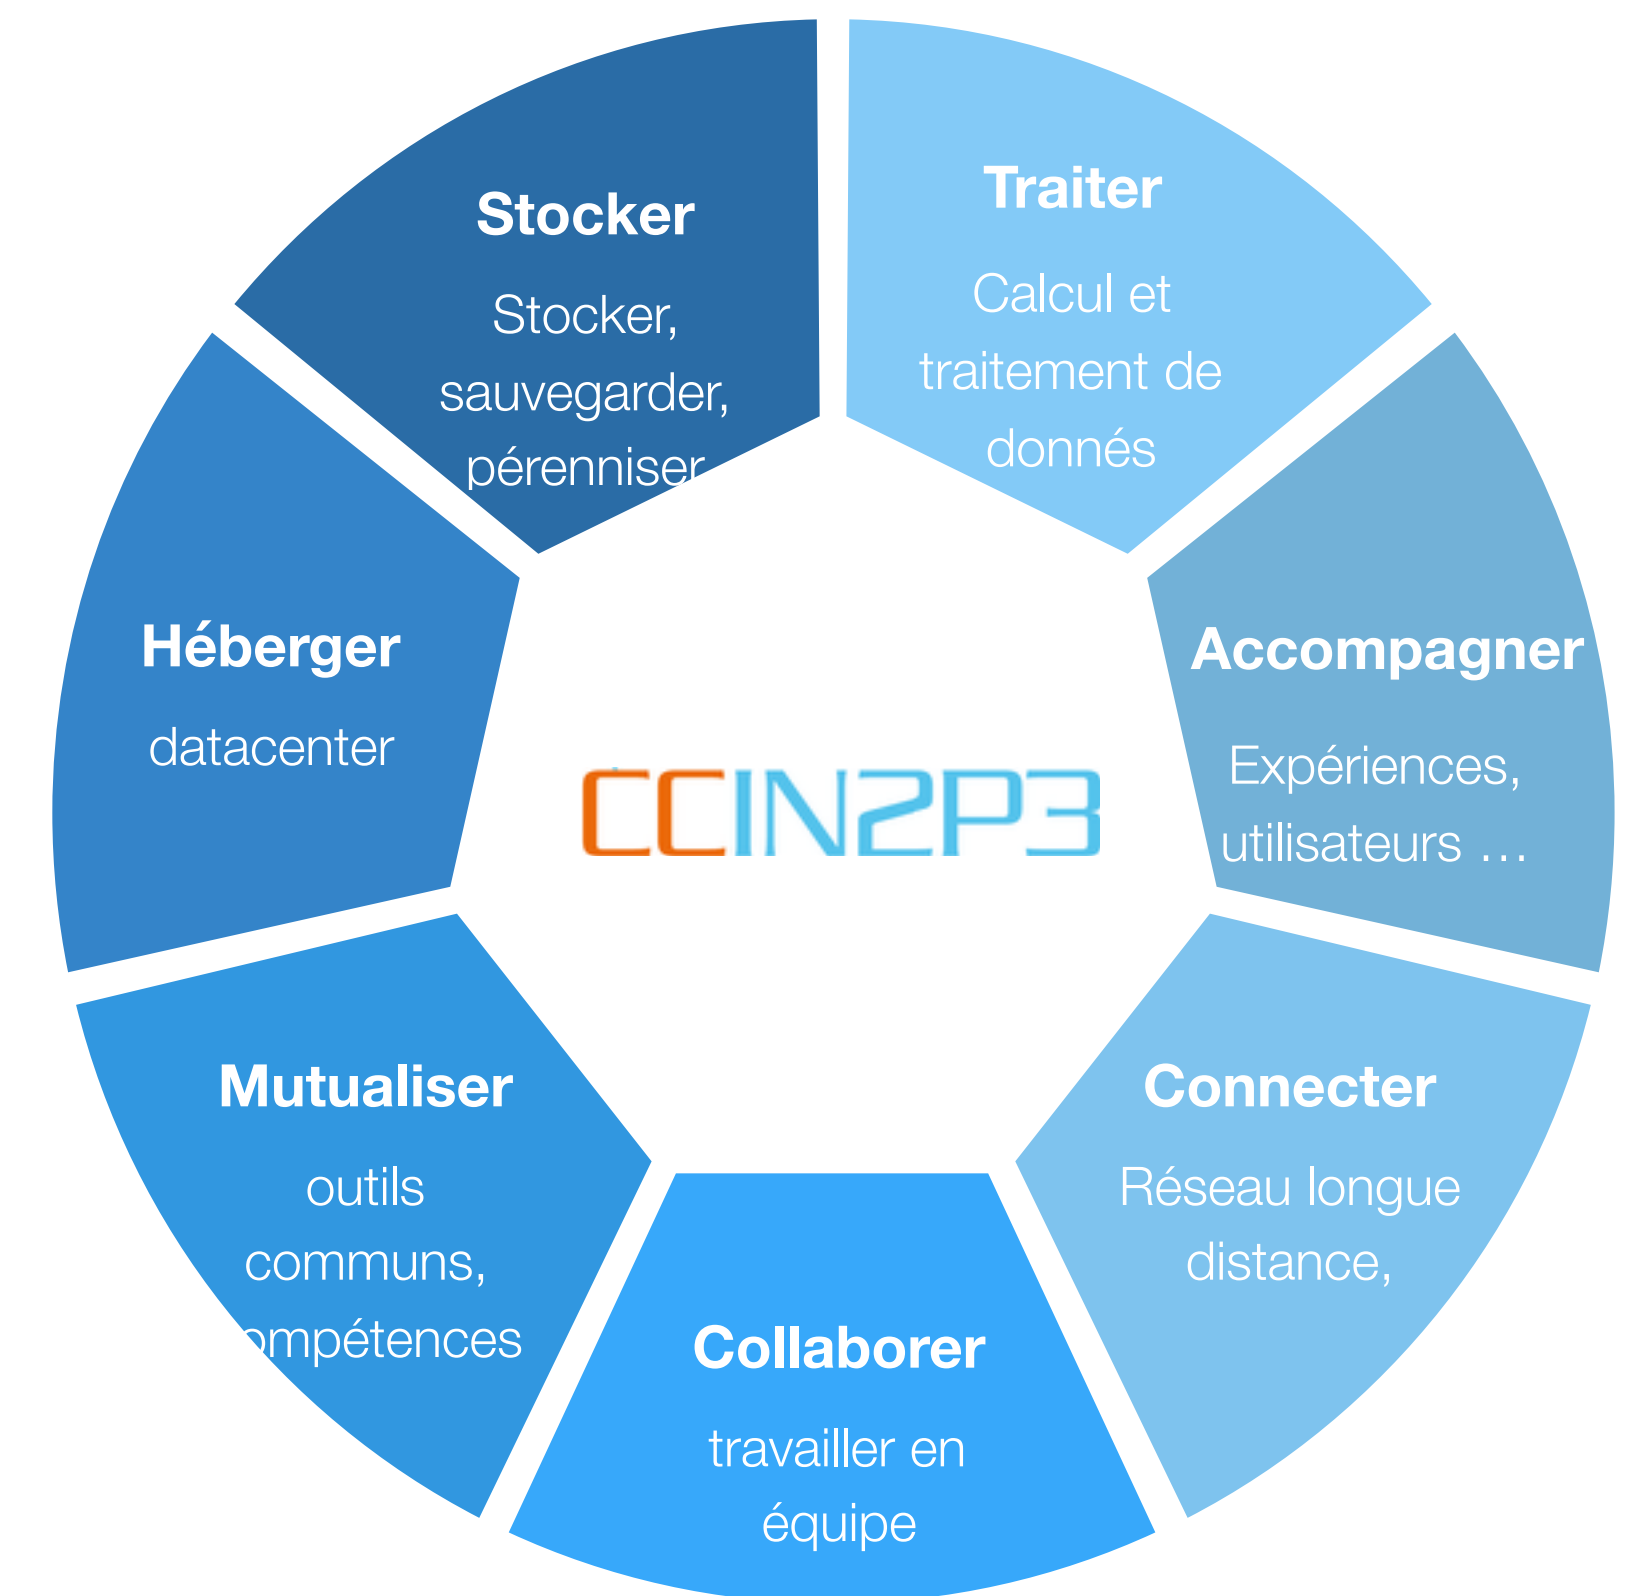 Stocker
Stocker,
sauvegarder,
pérenniser
Traiter
Calcul et
traitement de
donnés
Accompagner
Expériences,
utilisateurs …
Connecter
Réseau longue
distance,
Collaborer
travailler en
équipe
Mutualiser
outils
communs,
ompétences
Héberger
datacenter
CCIN2P3